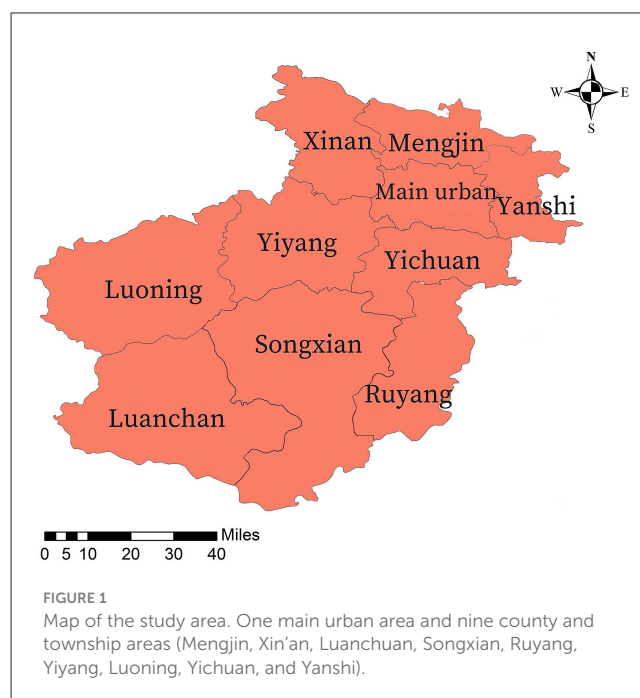 N
W E
S
Xinan
Mengjin
Main urban
Yanshi
Yiyang
Yichuan
Luoning
Songxian
Ruyang
Luanchan
Miles
0 5 10 20 30 40
FIGURE 1
Map of the study area. One main urban area and nine county and
township areas (Mengjin, Xin’an, Luanchuan, Songxian, Ruyang,
Yiyang, Luoning, Yichuan, and Yanshi).